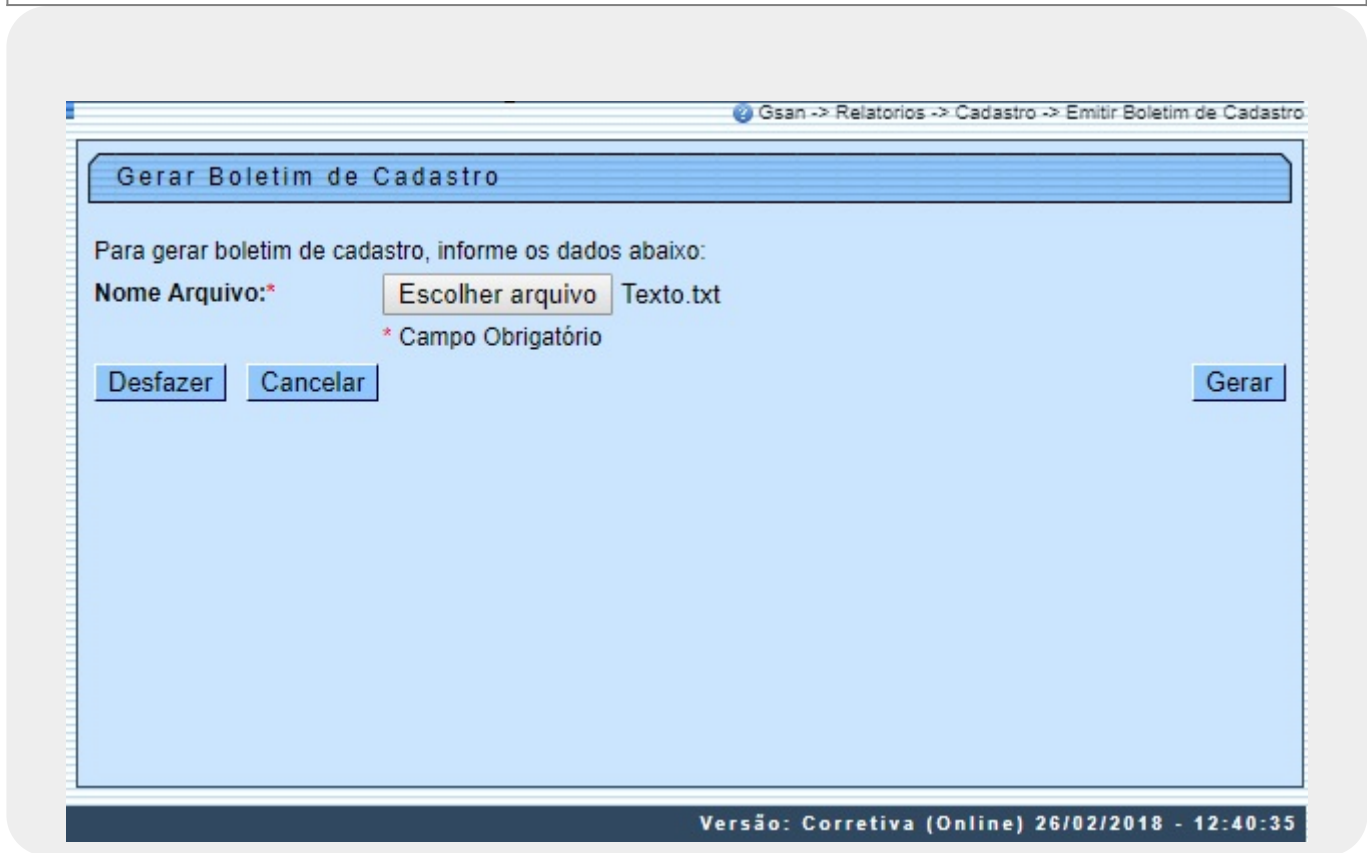 Gsan -> Relatorios -> Cadastro -> Emitir Boletim de Cadastro
Gerar Boletim de Cadastro
Para gerar boletim de cadastro, informe os dados abaixo:
Nome Arquivo:* Escolher arquivo Texto.txt
* Campo Obrigatório
Desfazer Cancelar Gerar
Versão: Corretiva (Online) 26/02/2018 - 12:40:35